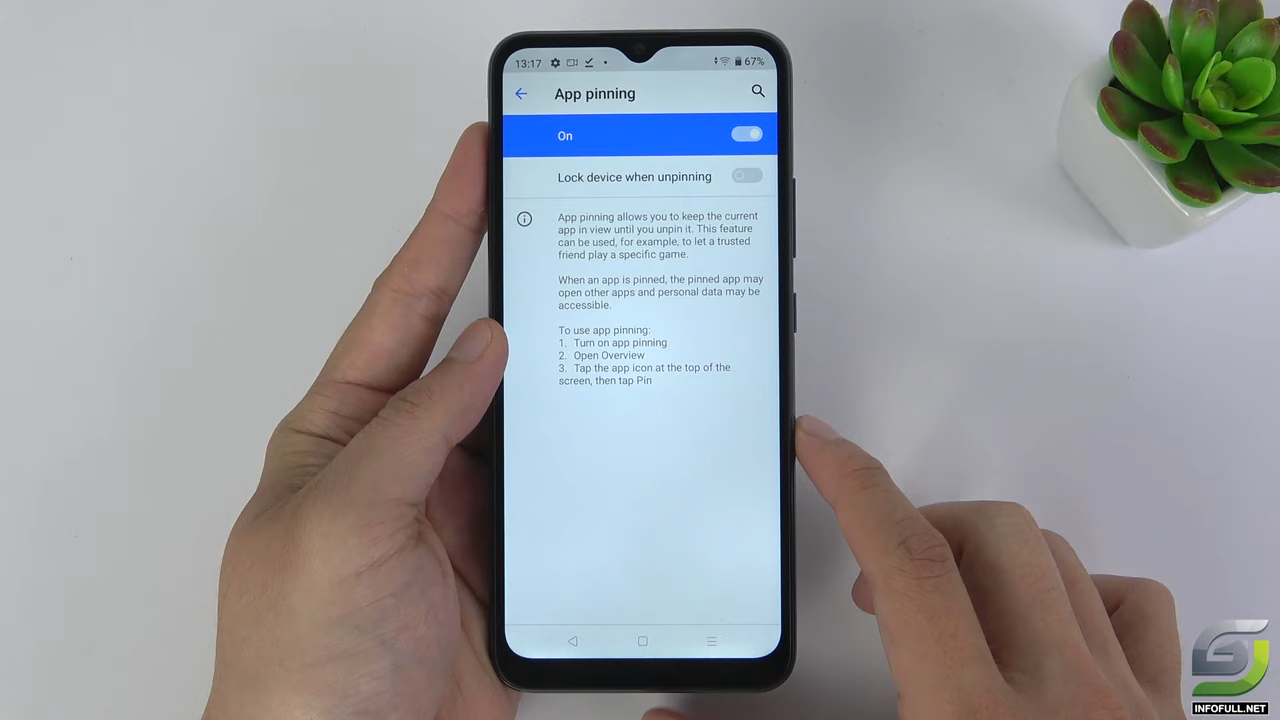 13:17 67%
App pinning
On
Lock device when unpinning
App pinning allows you to keep the current
app in view until you unpin it. This feature
can be used, for example, to let a trusted
friend play a specific game.
When an app is pinned, the pinned app may
open other apps and personal data may be
accessible.
To use app pinning:
1. Turn on app pinning
2. Open Overview
3. Tap the app icon at the top of the
screen, then tap Pin
INFOFULL.NET